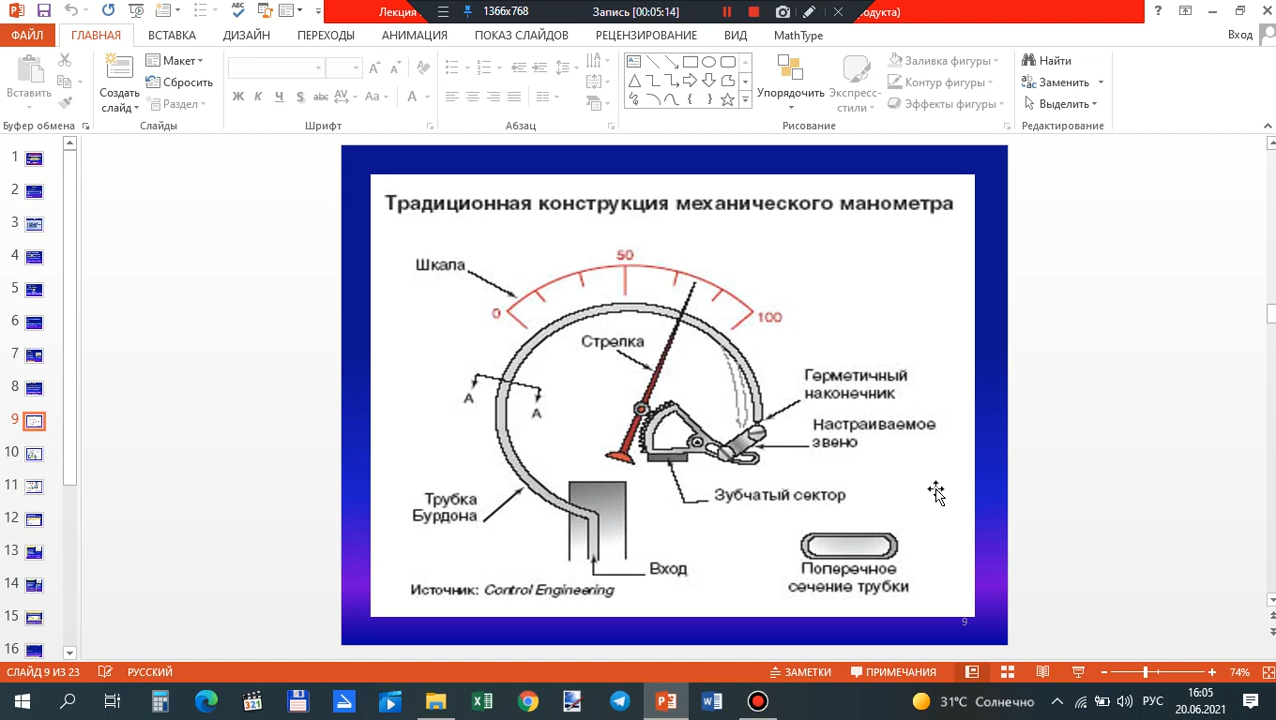 Лекция
1366x768
Запись [00:05:14]
одукта)
?
ФАЙЛ
ГЛАВНАЯ
ВСТАВКА
ДИЗАЙН
ПЕРЕХОДЫ
АНИМАЦИЯ
ПОКАЗ СЛАЙДОВ
РЕЦЕНЗИРОВАНИЕ
ВИД
MathType
Вход
Вставить
Создать
слайд
Макет
Сбросить
Раздел
Ж К Ч S abc AV Aa A
Заливка фигуры
Контур фигуры
Эффекты фигуры
Упорядочить
Экспресс-
стили
Найти
Заменить
Выделить
Буфер обмена
Слайды
Шрифт
Абзац
Рисование
Редактирование
1
2
3
4
5
6
7
8
9
10
11
12
13
14
15
16
Традиционная конструкция механического манометра
Шкала
0
50
100
Стрелка
Герметичный
наконечник
A
A
Настраиваемое
звено
Зубчатый сектор
Трубка
Бурдона
Вход
Поперечное
сечение трубки
Источник: Control Engineering
9
СЛАЙД 9 ИЗ 23
РУССКИЙ
ЗАМЕТКИ
ПРИМЕЧАНИЯ
74%
321
31°C Солнечно
РУС
16:05
20.06.2021